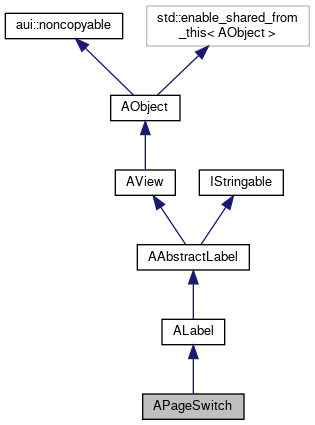 aui::noncopyable
std::enable_shared_from
_this< AObject >
AObject
AView
IStringable
AAbstractLabel
ALabel
APageSwitch